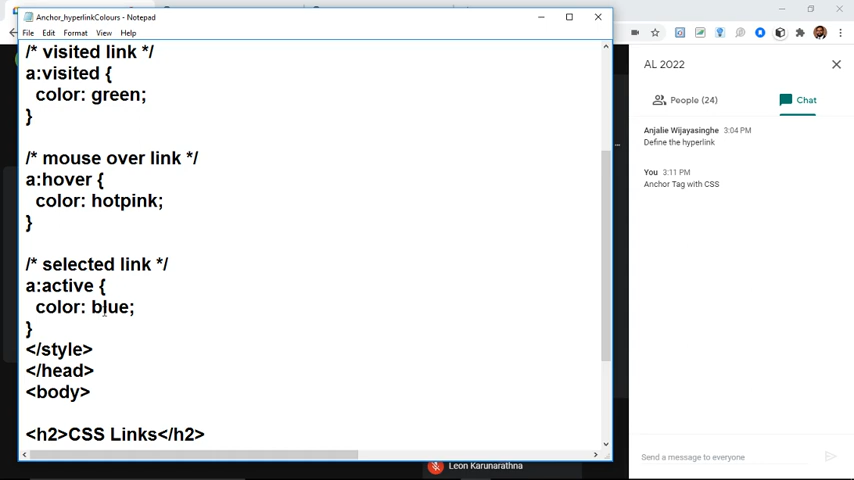 Anchor_hyperlinkColours - Notepad
File Edit Format View Help
/* visited link */
a:visited {
color: green;
}
/* mouse over link */
a:hover {
color: hotpink;
}
/* selected link */
a:active {
color: blue;
}
</style>
</head>
<body>
<h2>CSS Links</h2>
AL 2022
People (24)
Chat
Anjalie Wijayasinghe 3:04 PM
Define the hyperlink
You 3:11 PM
Anchor Tag with CSS
Send a message to everyone
Leon Karunarathna